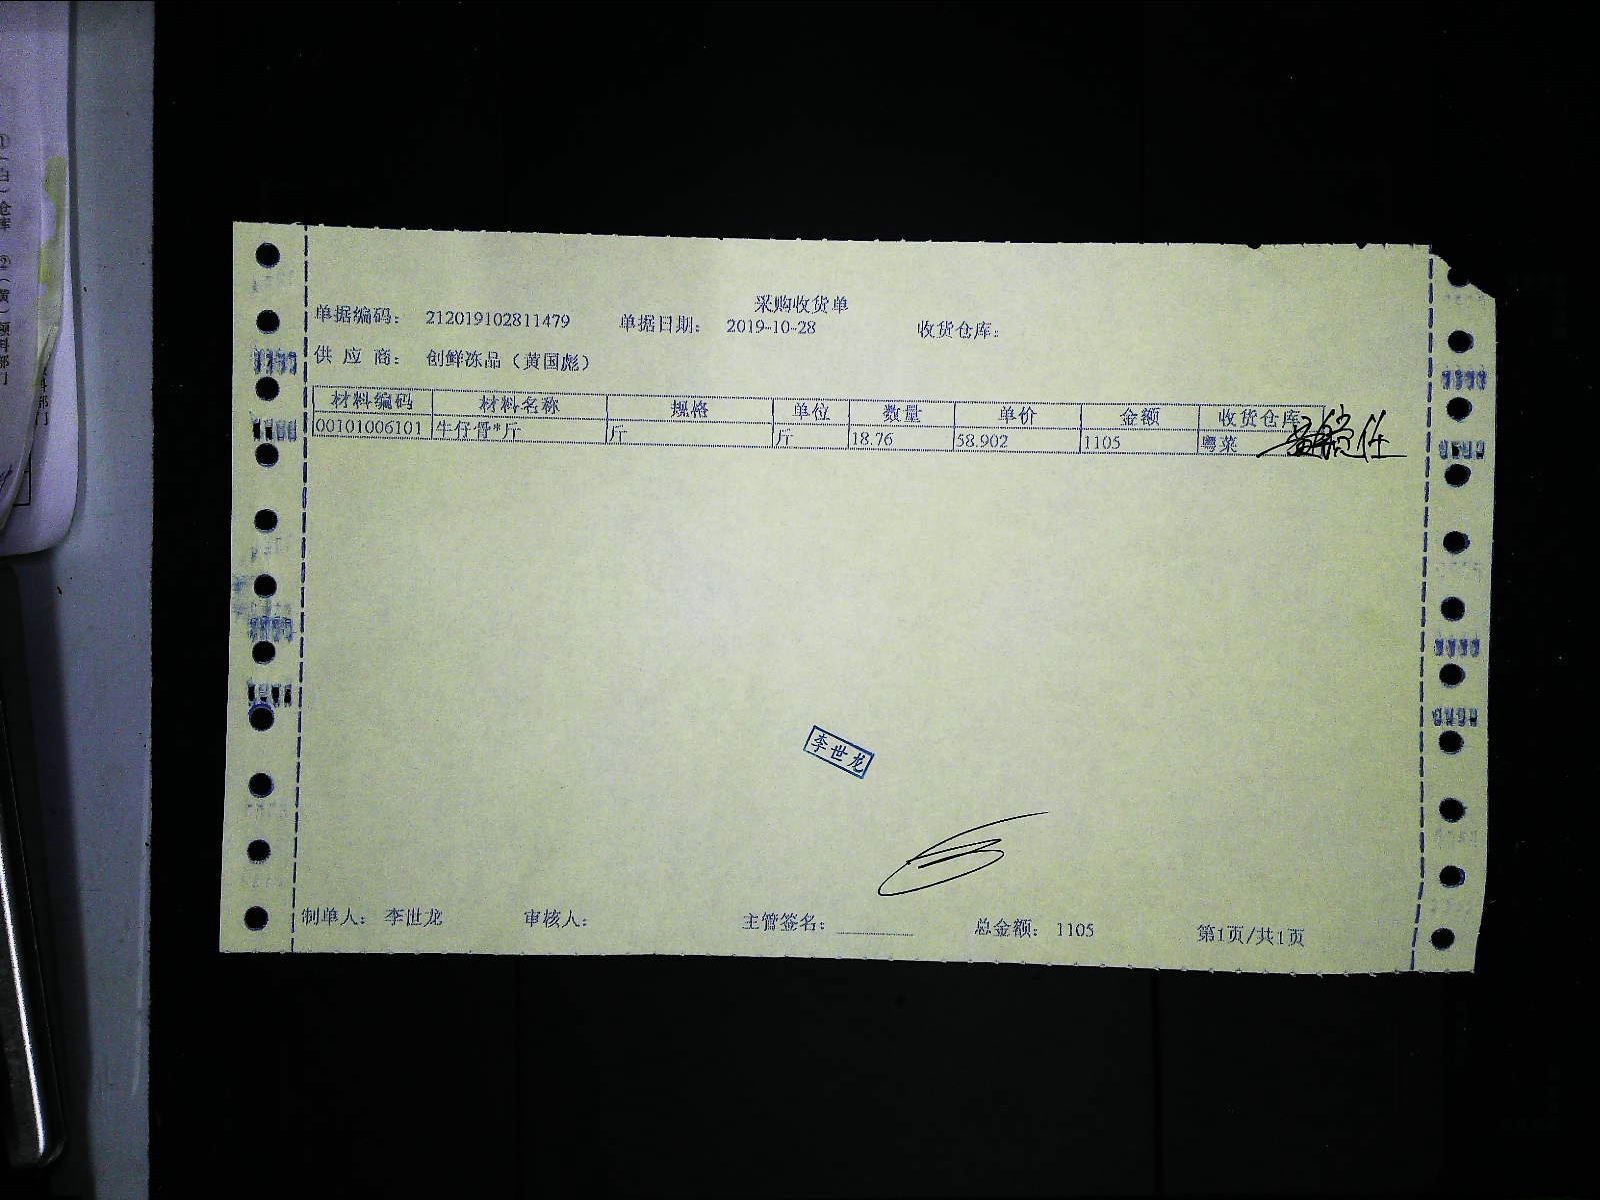 采购收货单
单据编码： 212019102811479 单据日期： 2019-10-28 收货仓库：
供 应 商： 创鲜冻品（黄国彪）
材料编码 材料名称 规格 单位 数量 单价 金额 收货仓库
00101006101 牛仔骨*斤 斤 斤 18.76 58.902 1105 粤菜
李世龙
制单人： 李世龙 审核人： 主管签名： 总金额： 1105 第1页/共1页